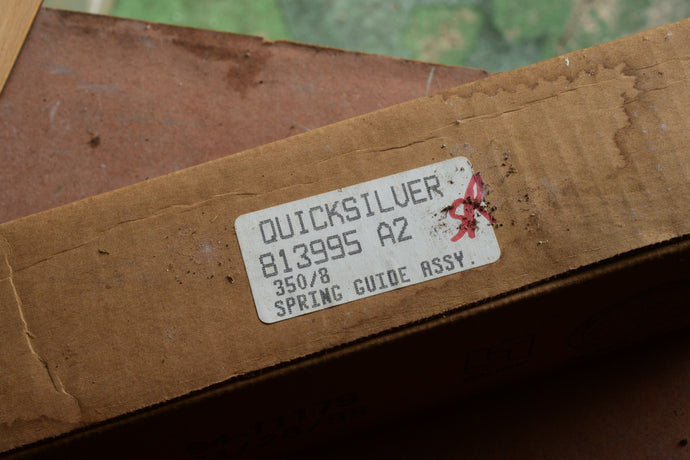 QUICKSILVER
813995 A2
350/8
SPRING GUIDE ASSY.